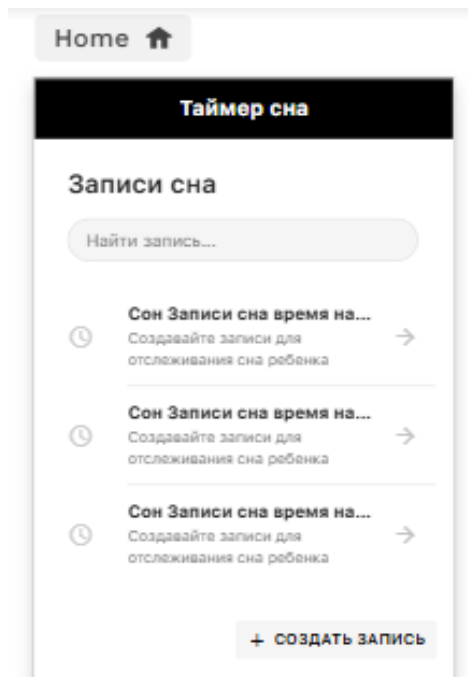 Home
Таймер сна
Записи сна
Найти запись...
Сон Записи сна время на...
Создавайте записи для
отслеживания сна ребенка
Сон Записи сна время на...
Создавайте записи для
отслеживания сна ребенка
Сон Записи сна время на...
Создавайте записи для
отслеживания сна ребенка
+ СОЗДАТЬ ЗАПИСЬ